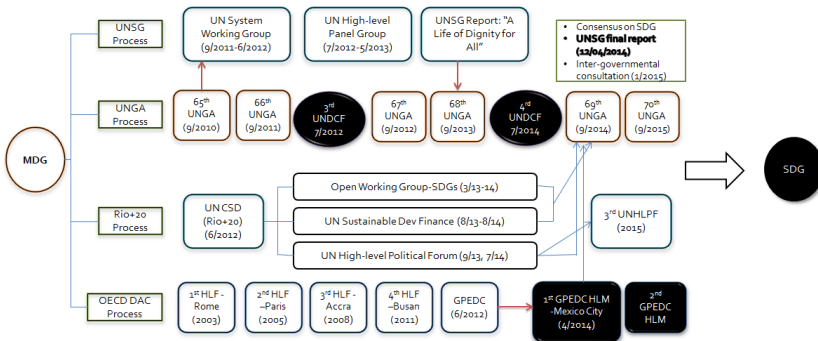 UNSG
Process
UN System
Working Group
(9/2011-6/2012)
UN High-level
Panel Group
(7/2012-5/2013)
UNSG Report: “A
Life of Dignity for
All”
• Consensus on SDG
• UNSG final report
(12/04/2014)
• Inter-governmental
consultation (1/2015)
UNGA
Process
65th
UNGA
(9/2010)
66th
UNGA
(9/2011)
3rd
UNDCF
7/2012
67th
UNGA
(9/2012)
68th
UNGA
(9/2013)
4rd
UNDCF
7/2014
69th
UNGA
(9/2014)
70th
UNGA
(9/2015)
MDG
SDG
Rio+20
Process
UN CSD
(Rio+20)
(6/2012)
Open Working Group-SDGs (3/13-14)
UN Sustainable Dev Finance (8/13-8/14)
UN High-level Political Forum (9/13, 7/14)
3rd UNHLPF
(2015)
OECD DAC
Process
1st HLF -
Rome
(2003)
2nd HLF
–Paris
(2005)
3rd HLF -
Accra
(2008)
4th HLF
–Busan
(2011)
GPEDC
(6/2012)
1st GPEDC HLM
-Mexico City
(4/2014)
2nd
GPEDC
HLM